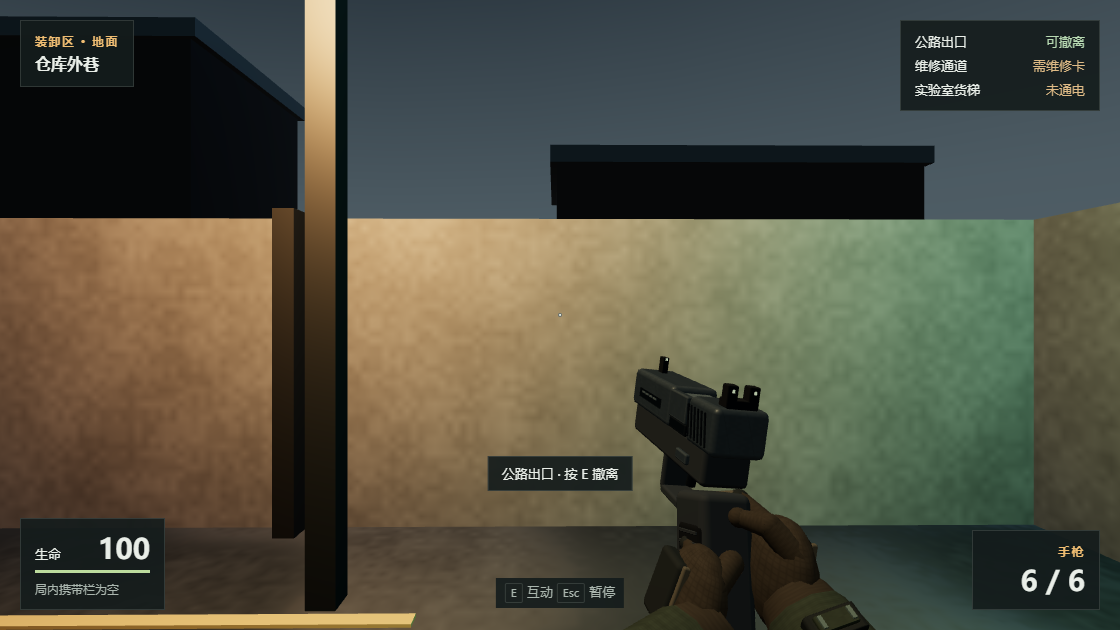 装卸区 · 地面
仓库外巷
公路出口 可撤离
维修通道 需维修卡
实验室货梯 未通电
公路出口 · 按 E 撤离
生命 100
局内携带栏为空
E 互动 Esc 暂停
手枪
6 / 6